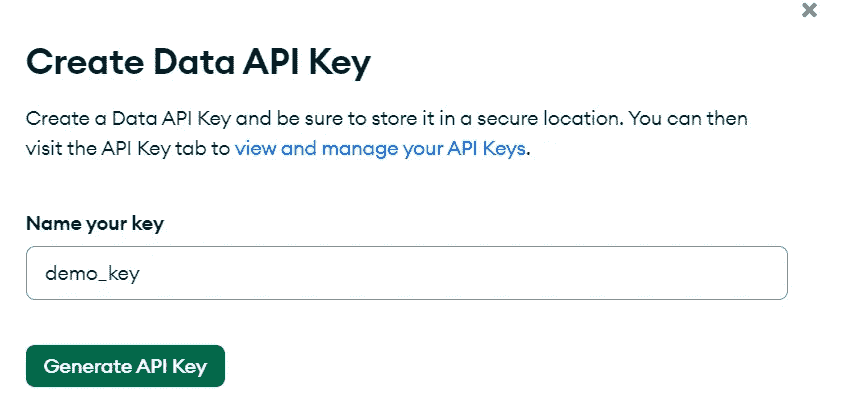 Create Data API Key
Create a Data API Key and be sure to store it in a secure location. You can then
visit the API Key tab to view and manage your API Keys.
Name your key
demo_key
Generate API Key